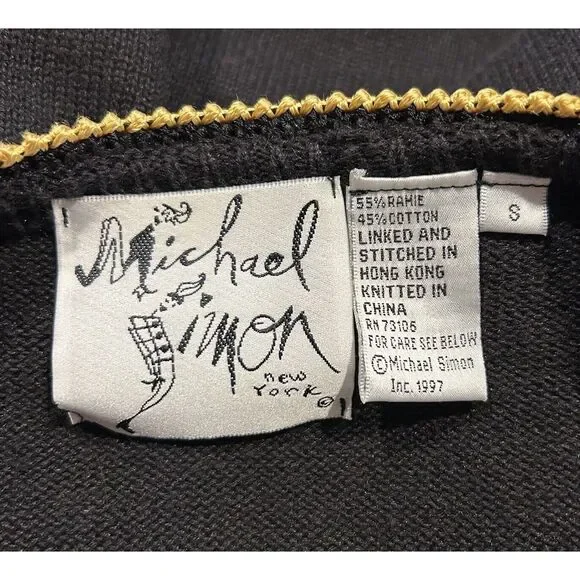 Michael
Simon
new
York ©
55% RAMIE
45% COTTON
LINKED AND
STITCHED IN
HONG KONG
KNITTED IN
CHINA
RN 73106
FOR CARE SEE BELOW
©Michael Simon
Inc. 1997
S